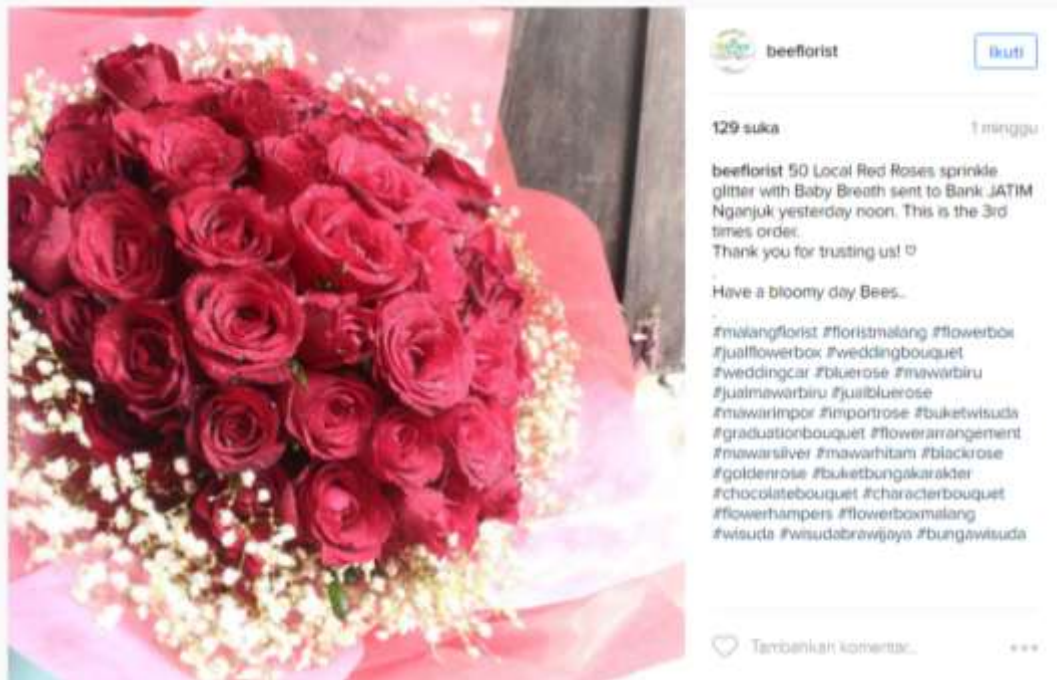 beeflorist
Ikuti
129 suka
1 minggu
beeflorist 50 Local Red Roses sprinkle
glitter with Baby Breath sent to Bank JATIM
Nganjuk yesterday noon. This is the 3rd
times order.
Thank you for trusting us! ♡
.
Have a bloomy day Bees..
.
#malangflorist #floristmalang #flowerbox
#jualflowerbox #weddingbouquet
#weddingcar #bluerose #mawarbiru
#jualmawarbiru #jualbluerose
#mawarimpor #importrose #buketwisuda
#graduationbouquet #flowerarrangement
#mawarsilver #mawarhitam #blackrose
#goldenrose #buketbungakarakter
#chocolatebouquet #characterbouquet
#flowerhampers #flowerboxmalang
#wisuda #wisudabrawijaya #bungawisuda
Tambahkan komentar...